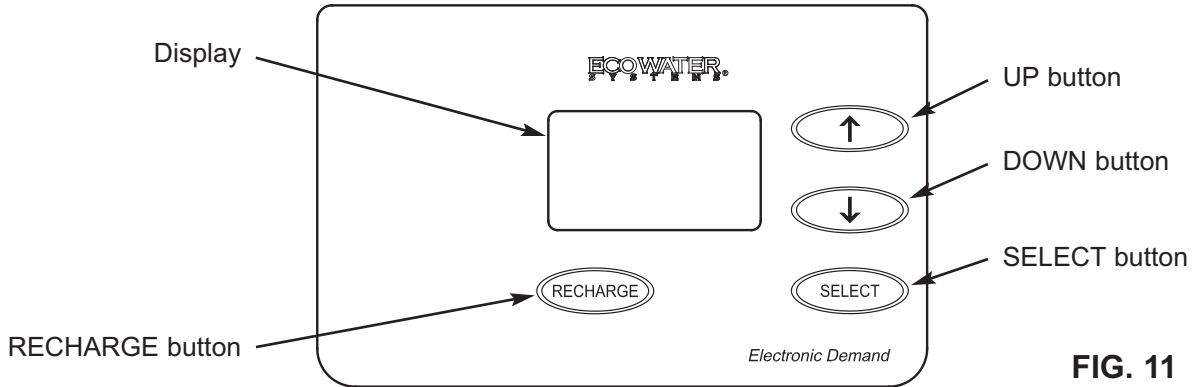 Display
ECOWATER
SYSTEMS®
UP button
↑
DOWN button
↓
SELECT button
RECHARGE
SELECT
RECHARGE button
Electronic Demand
FIG. 11